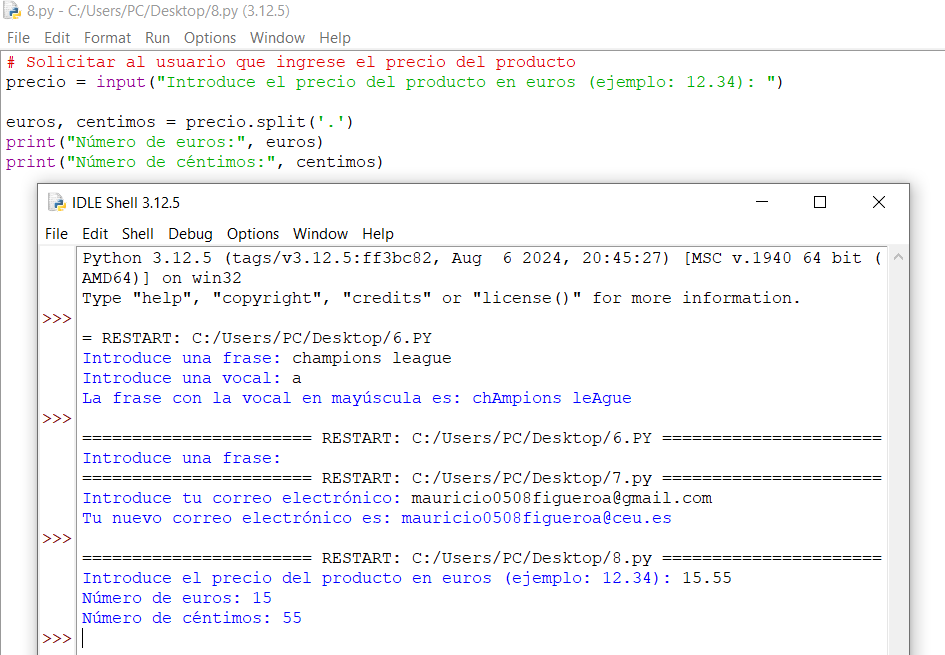 8.py - C:/Users/PC/Desktop/8.py (3.12.5)
File Edit Format Run Options Window Help
# Solicitar al usuario que ingrese el precio del producto
precio = input("Introduce el precio del producto en euros (ejemplo: 12.34): ")
euros, centimos = precio.split('.')
print("Número de euros:", euros)
print("Número de céntimos:", centimos)
IDLE Shell 3.12.5
File Edit Shell Debug Options Window Help
Python 3.12.5 (tags/v3.12.5:ff3bc82, Aug  6 2024, 20:45:27) [MSC v.1940 64 bit (
AMD64)] on win32
Type "help", "copyright", "credits" or "license()" for more information.
>>>
= RESTART: C:/Users/PC/Desktop/6.PY
Introduce una frase: champions league
Introduce una vocal: a
La frase con la vocal en mayúscula es: chAmpions leAgue
>>>
======================= RESTART: C:/Users/PC/Desktop/6.PY ======================
Introduce una frase:
======================= RESTART: C:/Users/PC/Desktop/7.py ======================
Introduce tu correo electrónico: mauricio0508figueroa@gmail.com
Tu nuevo correo electrónico es: mauricio0508figueroa@ceu.es
>>>
======================= RESTART: C:/Users/PC/Desktop/8.py ======================
Introduce el precio del producto en euros (ejemplo: 12.34): 15.55
Número de euros: 15
Número de céntimos: 55
>>>